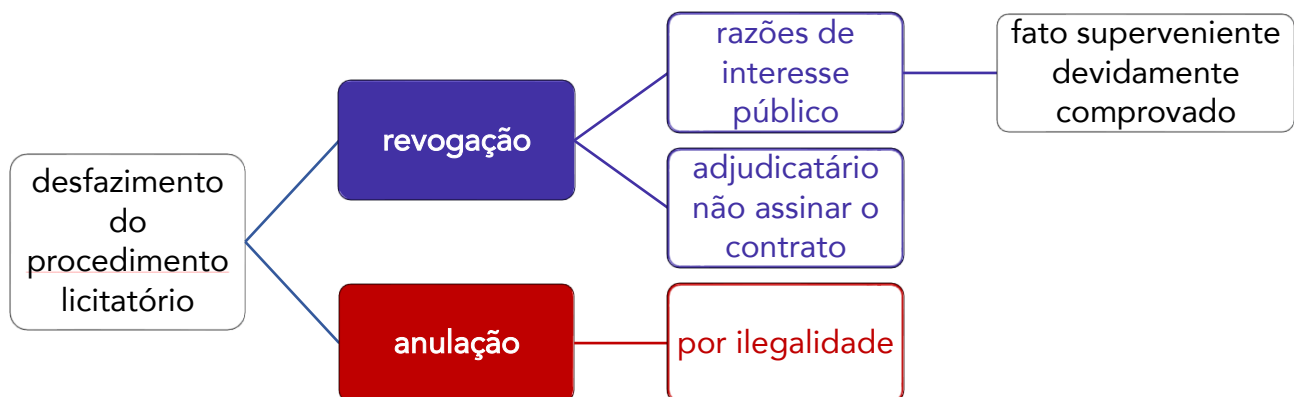 desfazimento
do
procedimento
licitatório
revogação
razões de
interesse
público
fato superveniente
devidamente
comprovado
adjudicatário
não assinar o
contrato
anulação
por ilegalidade